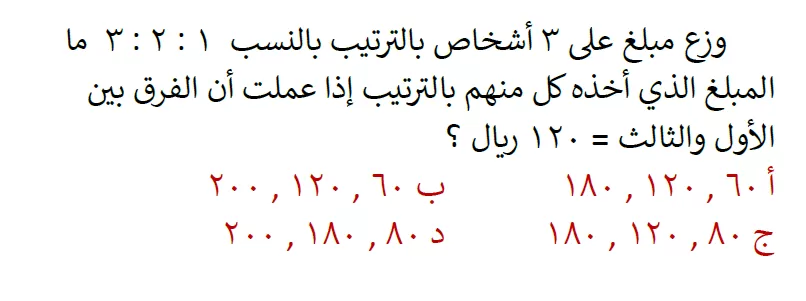 وزع مبلغ على ٣ أشخاص بالترتيب بالنسب ١ : ٢ : ٣ ما
المبلغ الذي أخذه كل منهم بالترتيب إذا عملت أن الفرق بين
الأول والثالث = ١٢٠ ريال ؟
أ ٦٠ , ١٢٠ , ١٨٠ ب ٦٠ , ١٢٠ , ٢٠٠
ج ٨٠ , ١٢٠ , ١٨٠ د ٨٠ , ١٨٠ , ٢٠٠